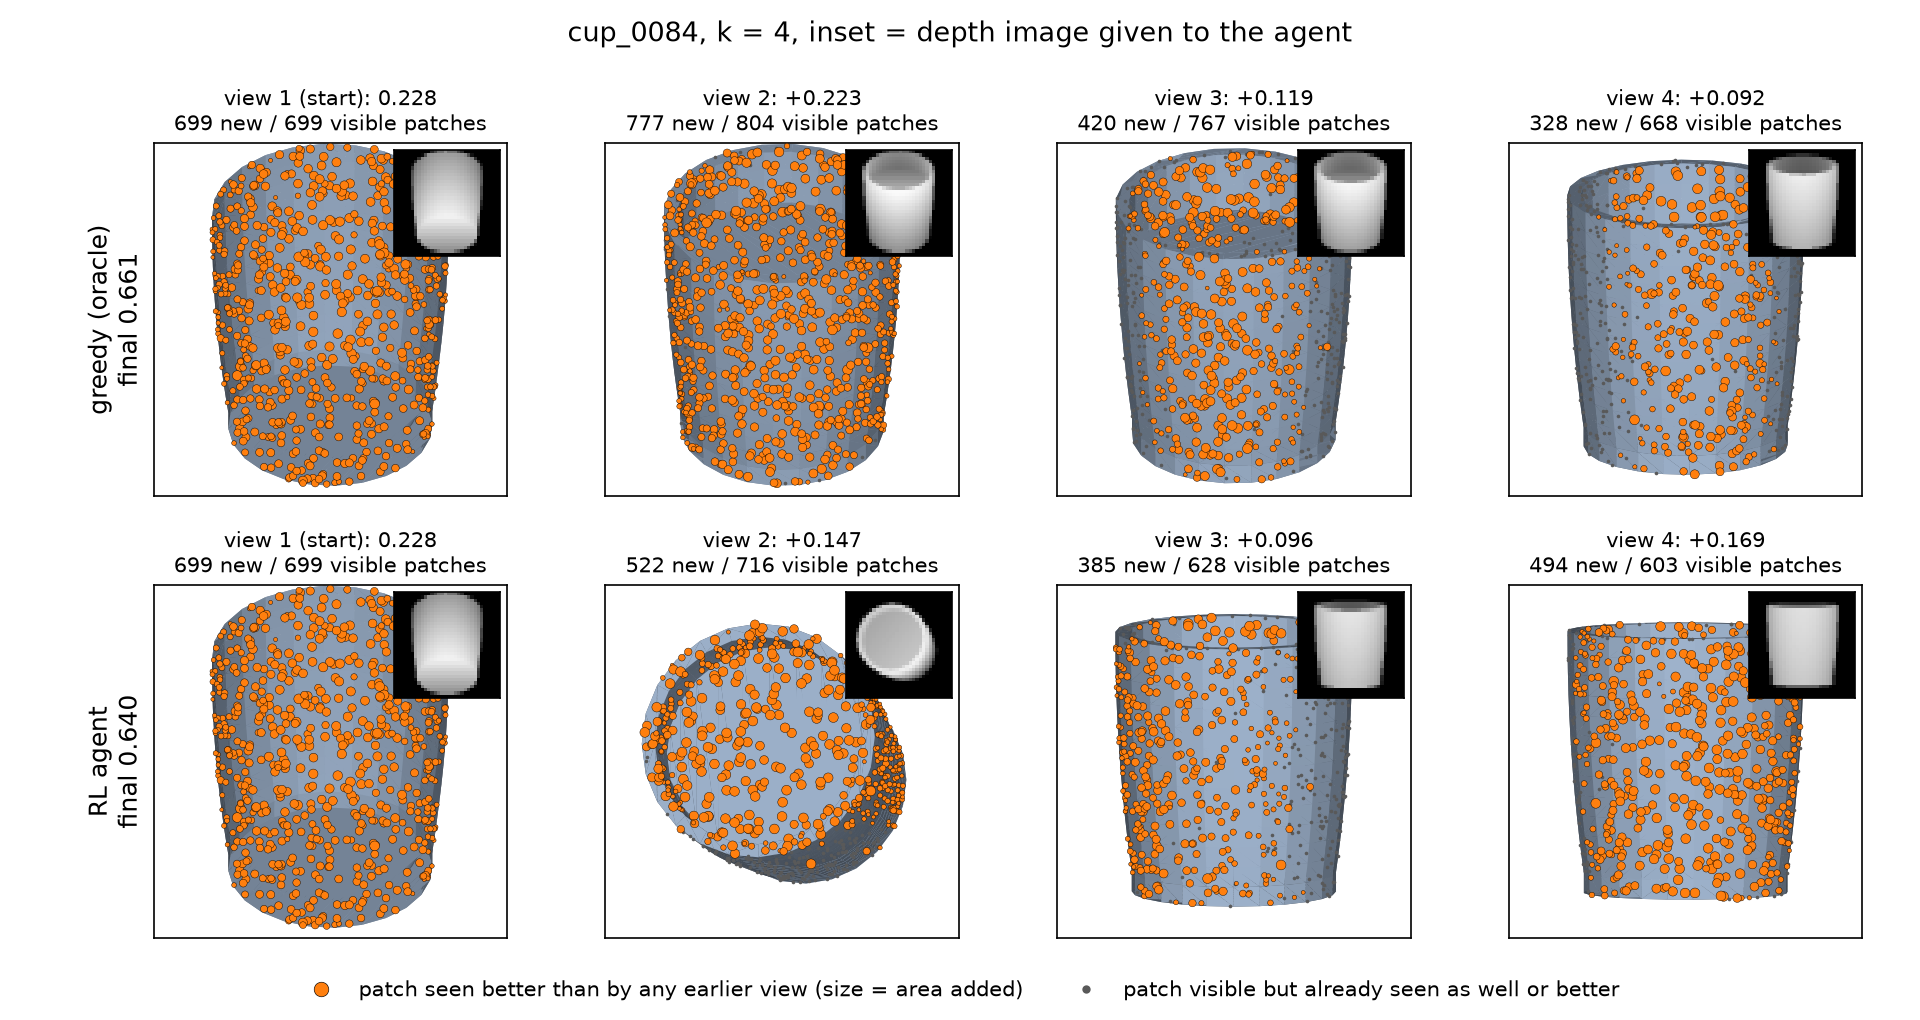 cup_0084, k = 4, inset = depth image given to the agent
view 1 (start): 0.228
699 new / 699 visible patches
view 2: +0.223
777 new / 804 visible patches
view 3: +0.119
420 new / 767 visible patches
view 4: +0.092
328 new / 668 visible patches
greedy (oracle)
final 0.661
view 1 (start): 0.228
699 new / 699 visible patches
view 2: +0.147
522 new / 716 visible patches
view 3: +0.096
385 new / 628 visible patches
view 4: +0.169
494 new / 603 visible patches
RL agent
final 0.640
patch seen better than by any earlier view (size = area added)
patch visible but already seen as well or better